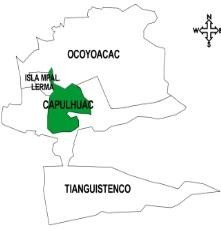 N
W E
S
OCOYOACAC
ISLA MPAL.
LERMA
CAPULHUAC
TIANGUISTENCO